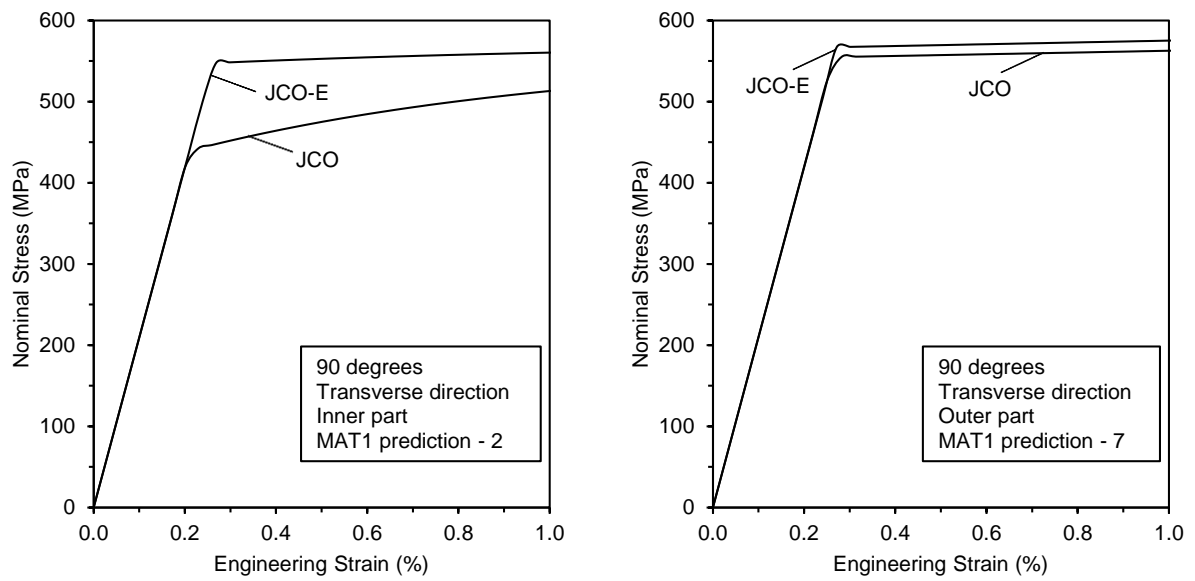 600
500
400
300
200
100
0
Nominal Stress (MPa)
JCO-E
JCO
90 degrees
Transverse direction
Inner part
MAT1 prediction - 2
0.0 0.2 0.4 0.6 0.8 1.0
Engineering Strain (%)
600
500
400
300
200
100
0
Nominal Stress (MPa)
JCO-E
JCO
90 degrees
Transverse direction
Outer part
MAT1 prediction - 7
0.0 0.2 0.4 0.6 0.8 1.0
Engineering Strain (%)